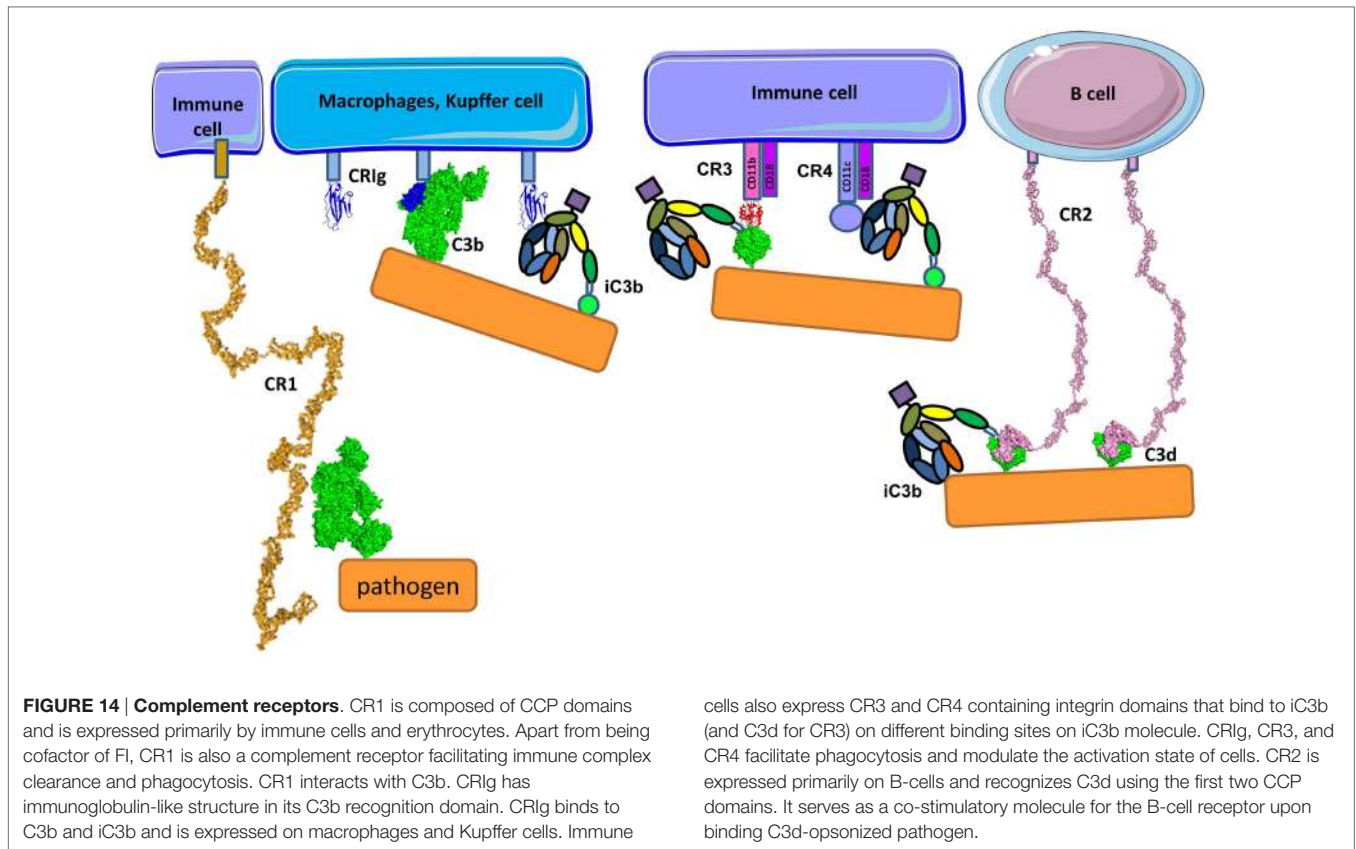 Immune
cell
Macrophages, Kupffer cell
Immune cell
B cell
CRIg
C3b
iC3b
CR3
CD11b
CD18
CR4
CD11c
CD18
CR2
CR1
pathogen
iC3b
C3d
FIGURE 14 | Complement receptors. CR1 is composed of CCP domains
and is expressed primarily by immune cells and erythrocytes. Apart from being
cofactor of FI, CR1 is also a complement receptor facilitating immune complex
clearance and phagocytosis. CR1 interacts with C3b. CRIg has
immunoglobulin-like structure in its C3b recognition domain. CRIg binds to
C3b and iC3b and is expressed on macrophages and Kupffer cells. Immune
cells also express CR3 and CR4 containing integrin domains that bind to iC3b
(and C3d for CR3) on different binding sites on iC3b molecule. CRIg, CR3, and
CR4 facilitate phagocytosis and modulate the activation state of cells. CR2 is
expressed primarily on B-cells and recognizes C3d using the first two CCP
domains. It serves as a co-stimulatory molecule for the B-cell receptor upon
binding C3d-opsonized pathogen.